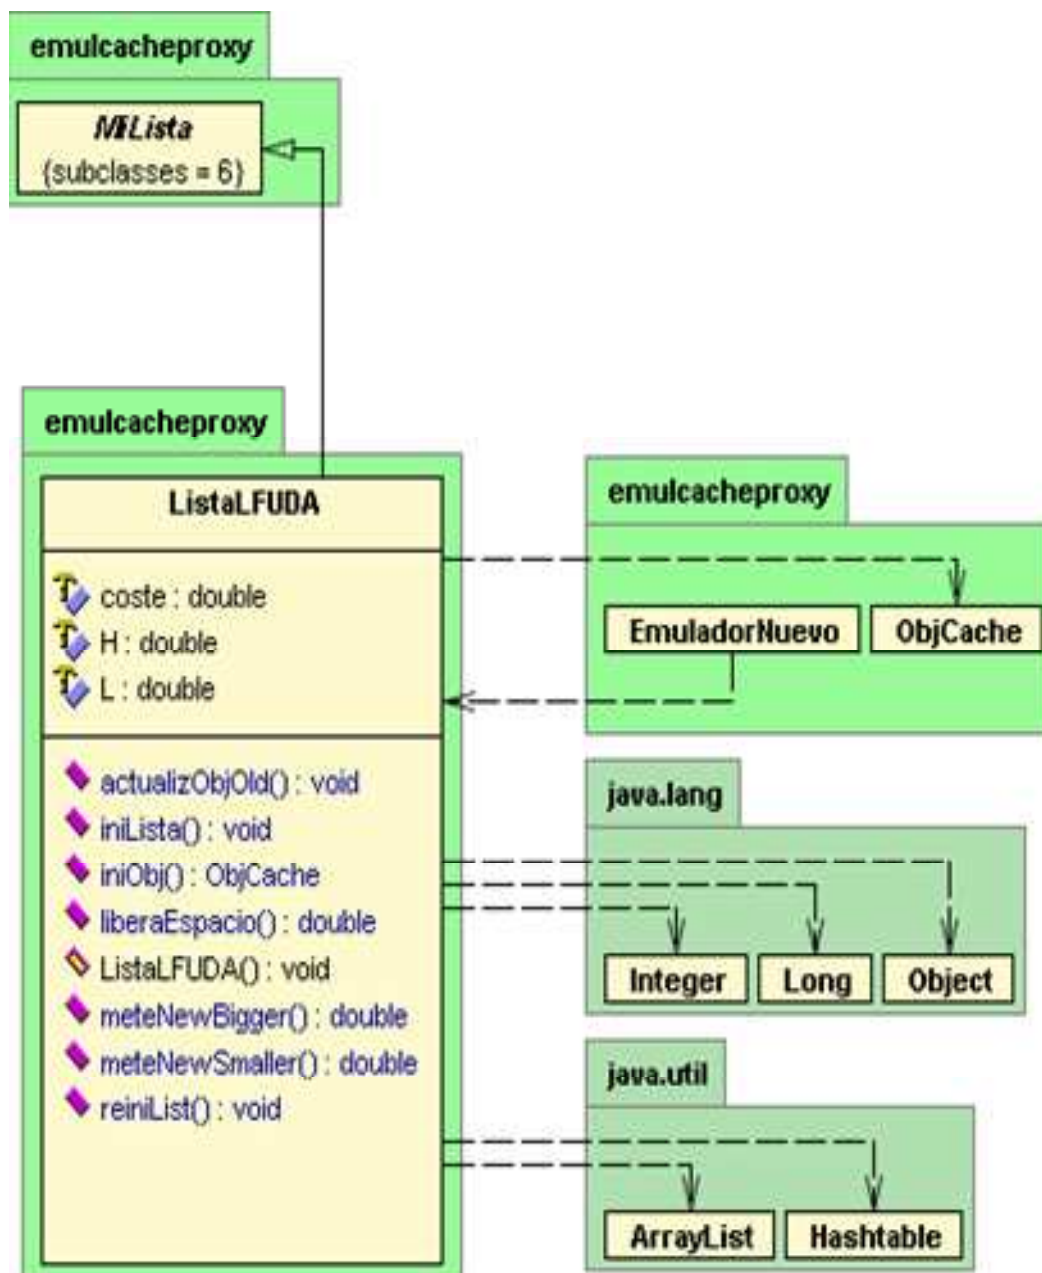 emulcacheproxy
MiLista
{subclasses = 6}
emulcacheproxy
ListaLFUDA
coste : double
H : double
L : double
actualizObjOld() : void
iniLista() : void
iniObj() : ObjCache
liberaEspacio() : double
ListaLFUDA() : void
meteNewBigger() : double
meteNewSmaller() : double
reiniList() : void
emulcacheproxy
EmuladorNuevo
ObjCache
java.lang
Integer
Long
Object
java.util
ArrayList
Hashtable